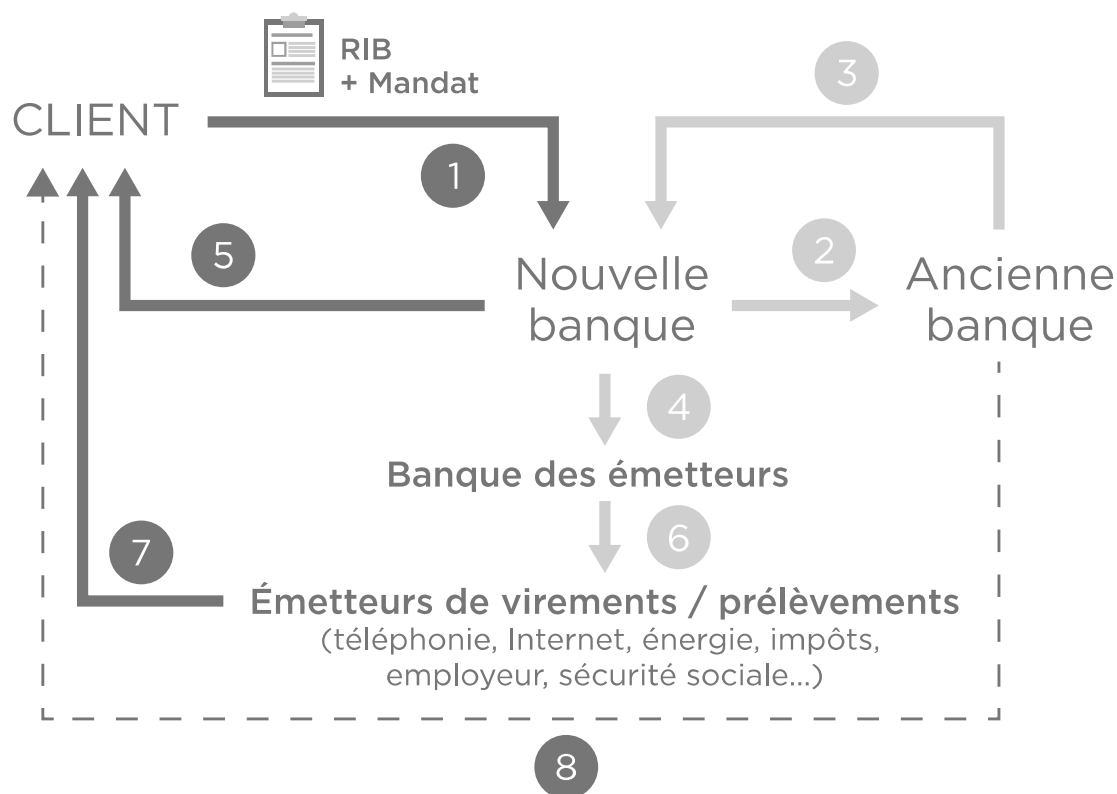 RIB
+ Mandat
3
CLIENT
1
5
2
Nouvelle
banque
Ancienne
banque
4
Banque des émetteurs
6
7
Émetteurs de virements / prélèvements
(téléphonie, Internet, énergie, impôts,
employeur, sécurité sociale...)
8